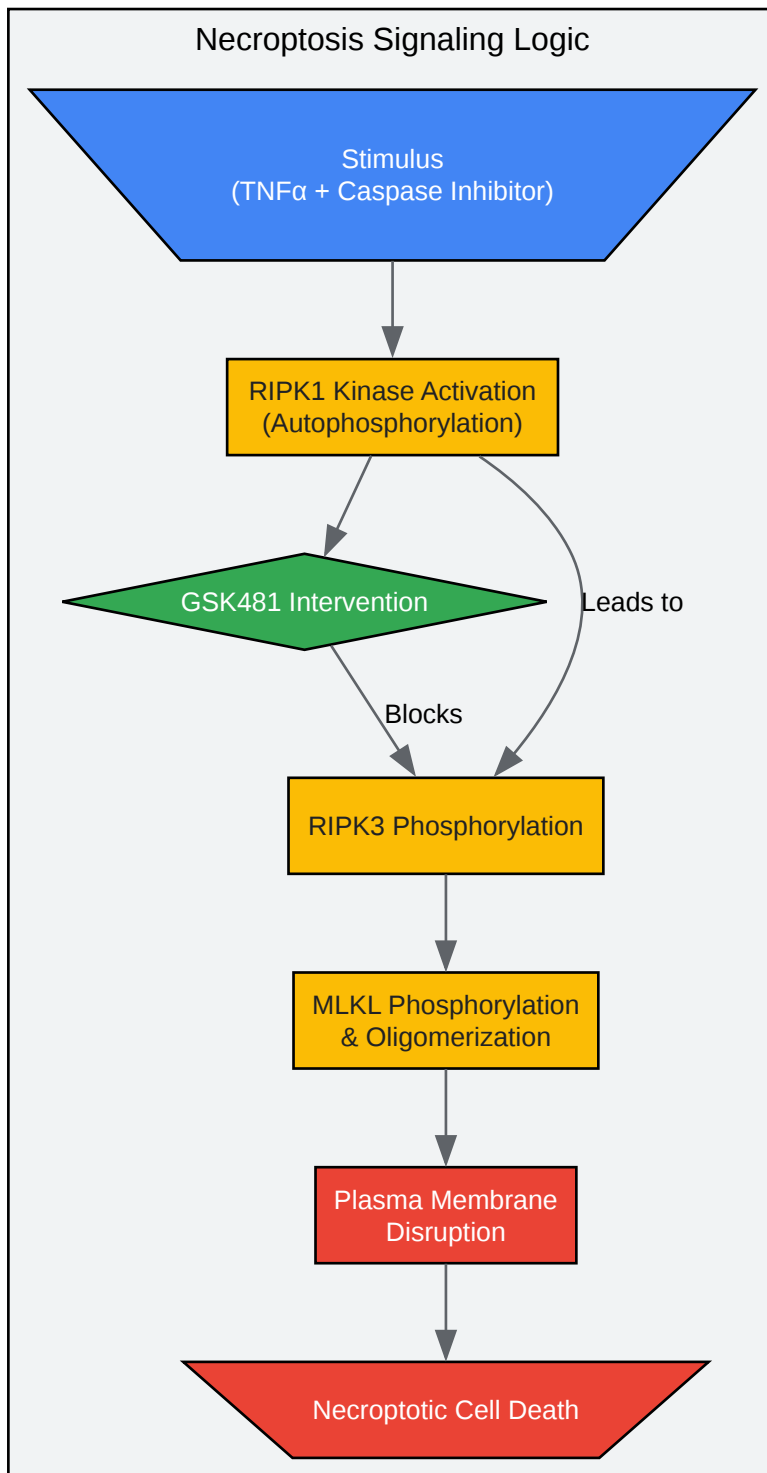 Necroptosis Signaling Logic
Stimulus
(TNFα + Caspase Inhibitor)
RIPK1 Kinase Activation
(Autophosphorylation)
GSK481 Intervention
Leads to
Blocks
RIPK3 Phosphorylation
MLKL Phosphorylation
& Oligomerization
Plasma Membrane
Disruption
Necroptotic Cell Death